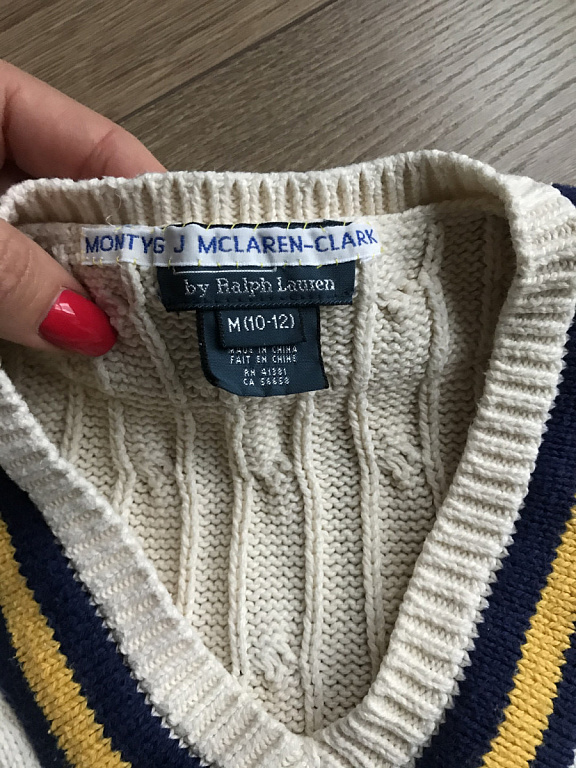 MONTYG J MCLAREN-CLARK
by Ralph Lauren
M (10-12)
MADE IN CHINA
FAIT EN CHINE
RN 41381
CA 56658